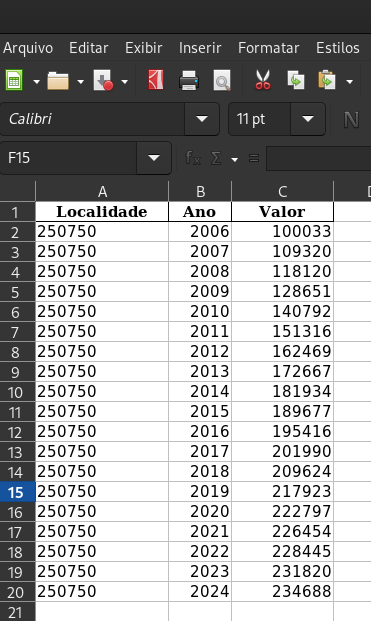 Arquivo Editar Exibir Inserir Formatar Estilos
Calibri 11 pt N
F15 fx Σ =
A B C
1 Localidade Ano Valor
2 250750 2006 100033
3 250750 2007 109320
4 250750 2008 118120
5 250750 2009 128651
6 250750 2010 140792
7 250750 2011 151316
8 250750 2012 162469
9 250750 2013 172667
10 250750 2014 181934
11 250750 2015 189677
12 250750 2016 195416
13 250750 2017 201990
14 250750 2018 209624
15 250750 2019 217923
16 250750 2020 222797
17 250750 2021 226454
18 250750 2022 228445
19 250750 2023 231820
20 250750 2024 234688
21